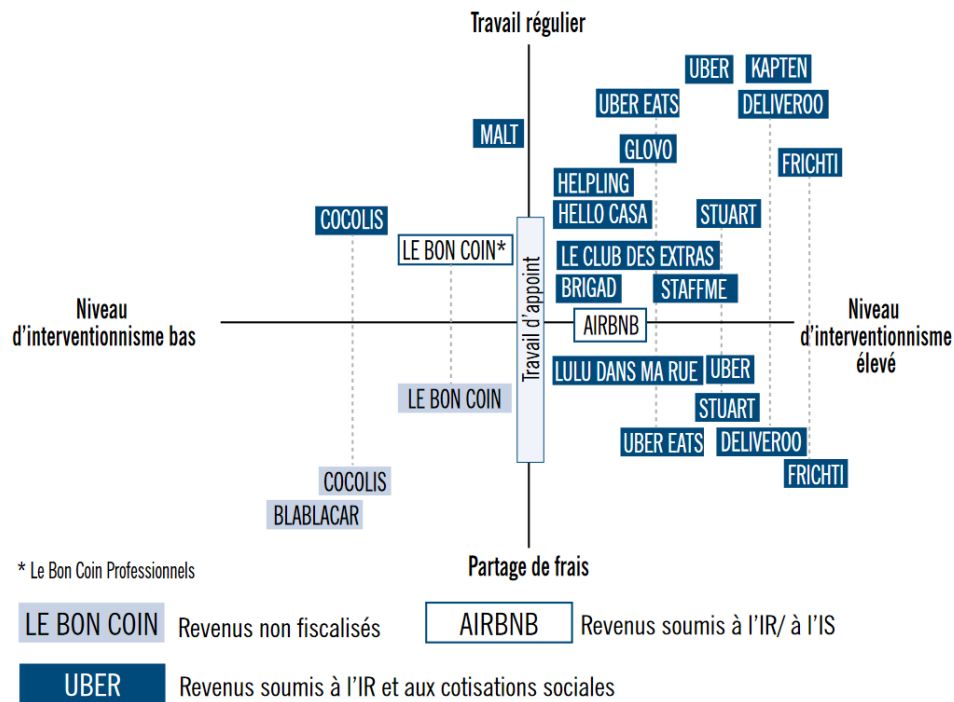 Travail régulier
UBER
KAPTEN
UBER EATS
DELIVEROO
MALT
GLOVO
FRICHTI
HELPLING
COCOLIS
HELLO CASA
STUART
LE BON COIN*
LE CLUB DES EXTRAS
BRIGAD
STAFFME
Niveau
d'interventionnisme bas
Travail d'appoint
AIRBNB
Niveau
d'interventionnisme
élevé
LULU DANS MA RUE
UBER
LE BON COIN
STUART
UBER EATS
DELIVEROO
COCOLIS
FRICHTI
BLABLACAR
Partage de frais
* Le Bon Coin Professionnels
LE BON COIN
Revenus non fiscalisés
AIRBNB
Revenus soumis à l'IR/ à l'IS
UBER
Revenus soumis à l'IR et aux cotisations sociales